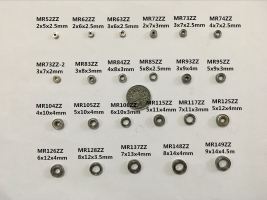 MR52ZZ MR62ZZ MR63ZZ MR72ZZ MR73ZZ MR74ZZ
2x5x2.5mm 2x6x2.5mm 3x6x2.5mm 2x7x3mm 3x7x2.5mm 4x7x2.5mm
MR73ZZ-2 MR83ZZ MR84ZZ MR85ZZ MR93ZZ MR95ZZ
3x7x2mm 3x8x3mm 4x8x3mm 5x8x2.5mm 3x9x4m 5x9x3mm
MR104ZZ MR105ZZ MR106ZZ MR115ZZ MR117ZZ MR125ZZ
4x10x4mm 5x10x4mm 6x10x3mm 5x11x4mm 7x11x3mm 5x12x4mm
MR126ZZ MR128ZZ MR137ZZ MR148ZZ MR149ZZ
6x12x4mm 8x12x3.5mm 7x13x4mm 8x14x4mm 9x14x4.5m